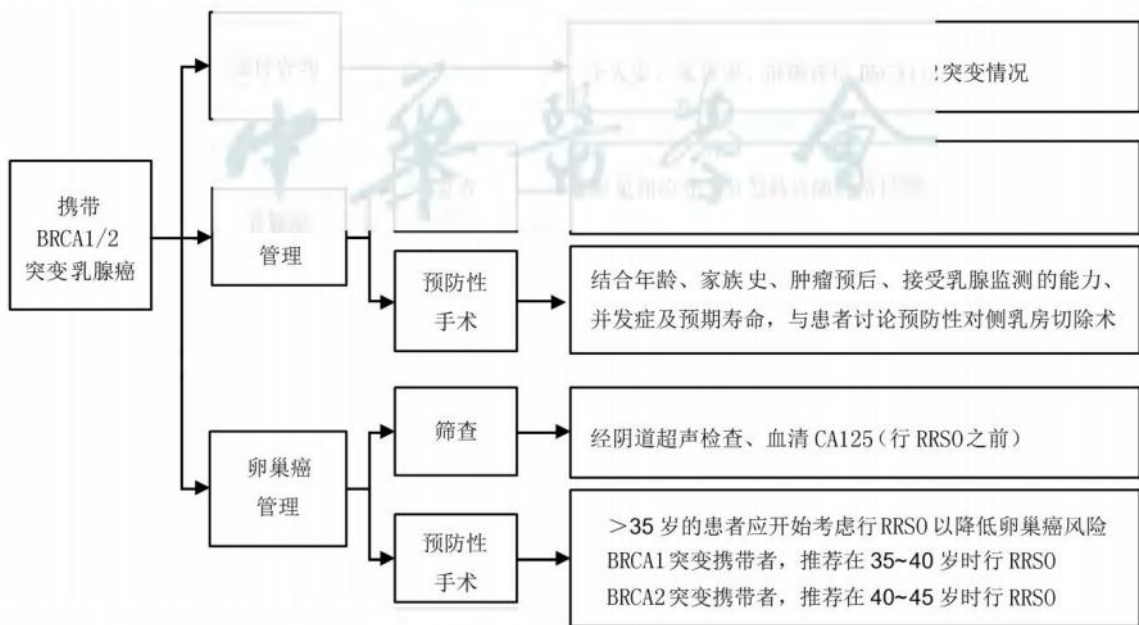 突变情况
中华醫学會
携带
BRCA1/2
突变乳腺癌
管理
预防性
手术
结合年龄、家族史、肿瘤预后、接受乳腺监测的能力、
并发症及预期寿命，与患者讨论预防性对侧乳房切除术
筛查
经阴道超声检查、血清 CA125（行 RRSO 之前）
卵巢癌
管理
预防性
手术
＞35 岁的患者应开始考虑行 RRSO 以降低卵巢癌风险
BRCA1 突变携带者，推荐在 35~40 岁时行 RRSO
BRCA2 突变携带者，推荐在 40~45 岁时行 RRSO